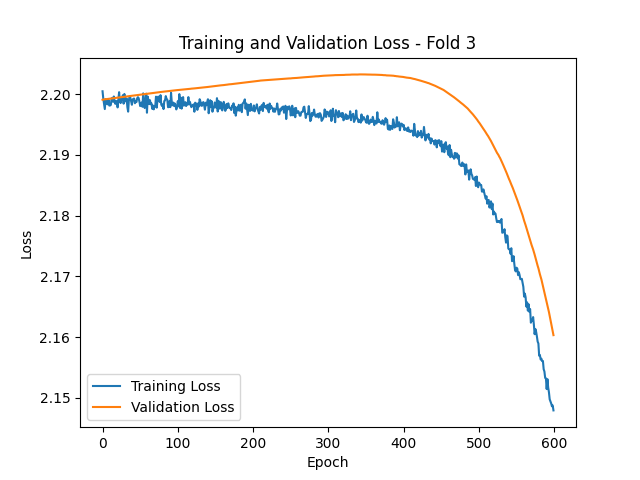 Training and Validation Loss - Fold 3
2.20
2.19
2.18
2.17
2.16
2.15
Loss
Training Loss
Validation Loss
0 100 200 300 400 500 600
Epoch